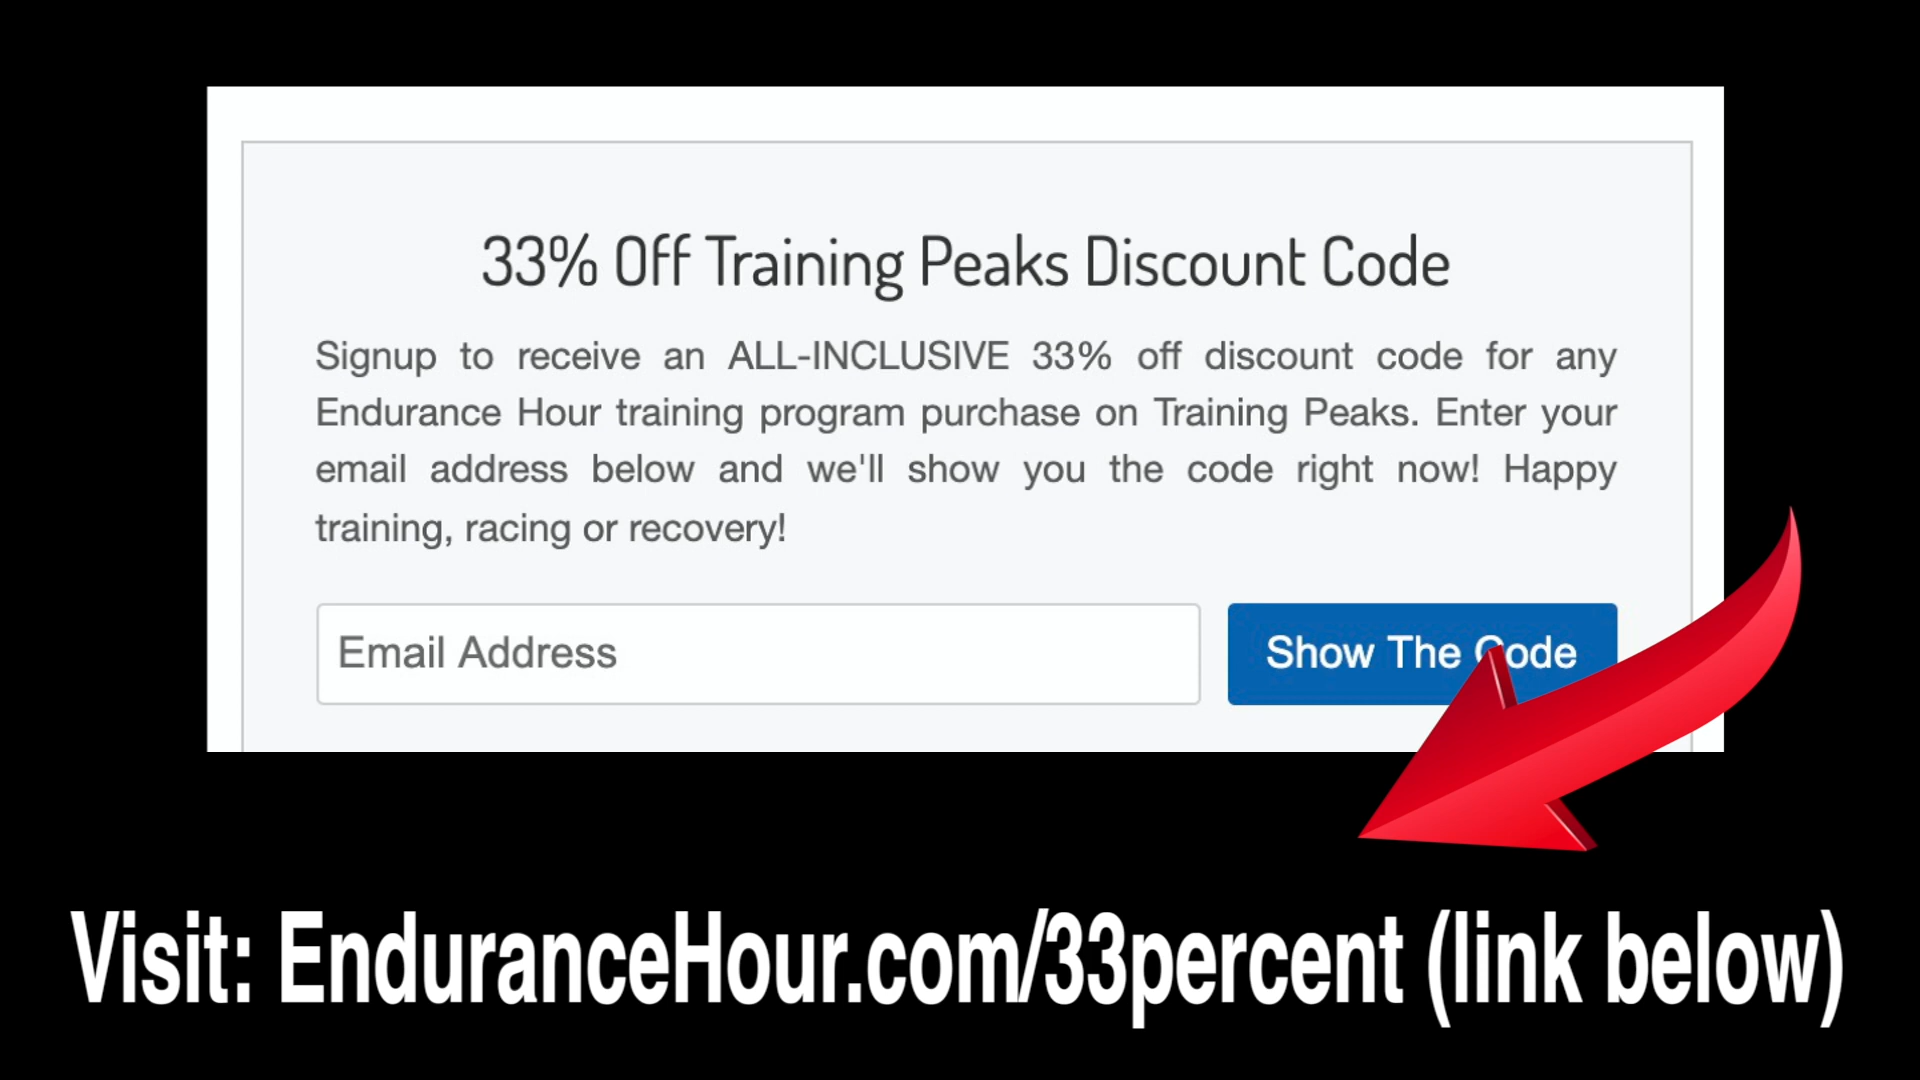 33% Off Training Peaks Discount Code
Signup to receive an ALL-INCLUSIVE 33% off discount code for any
Endurance Hour training program purchase on Training Peaks. Enter your
email address below and we'll show you the code right now! Happy
training, racing or recovery!
Email Address
Show The Code
Visit: EnduranceHour.com/33percent (link below)